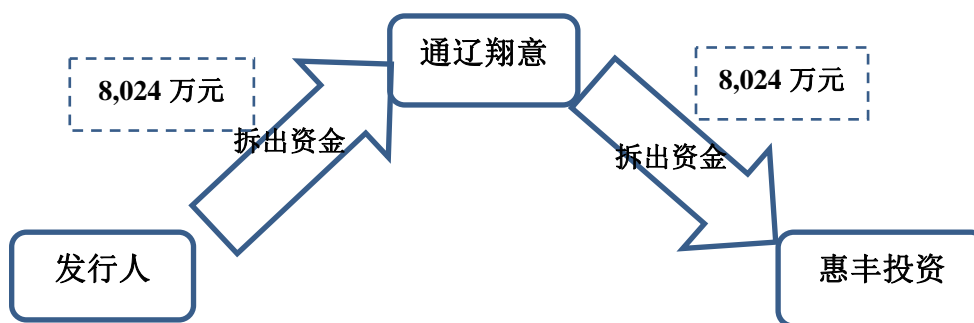 通辽翔意
8,024 万元
8,024 万元
拆出资金
拆出资金
发行人
惠丰投资